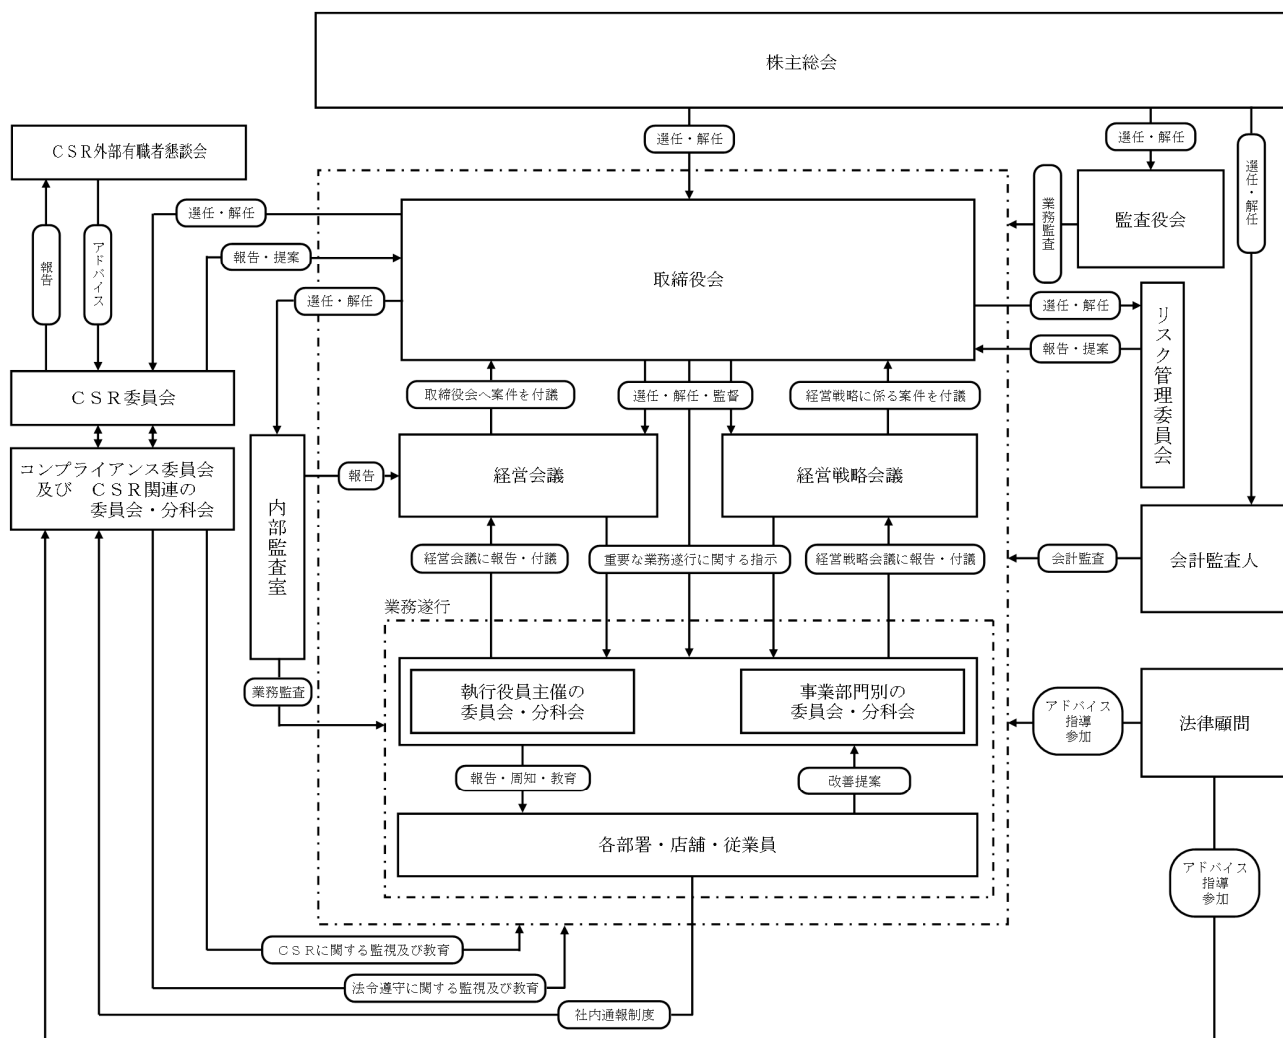 株主総会
CSR外部有職者懇談会
選任・解任
選任・解任
選任・解任
業務監査
監査役会
報告
アドバイス
選任・解任
報告・提案
取締役会
選任・解任
選任・解任
報告・提案
リスク管理委員会
CSR委員会
取締役会へ案件を付議
選任・解任・監督
経営戦略に係る案件を付議
コンプライアンス委員会
及び CSR関連の
委員会・分科会
内部監査室
報告
経営会議
経営戦略会議
経営会議に報告・付議
重要な業務遂行に関する指示
経営戦略会議に報告・付議
会計監査
会計監査人
業務遂行
業務監査
執行役員主催の
委員会・分科会
事業部門別の
委員会・分科会
アドバイス
指導
参加
法律顧問
報告・周知・教育
改善提案
各部署・店舗・従業員
アドバイス
指導
参加
CSRに関する監視及び教育
法令遵守に関する監視及び教育
社内通報制度